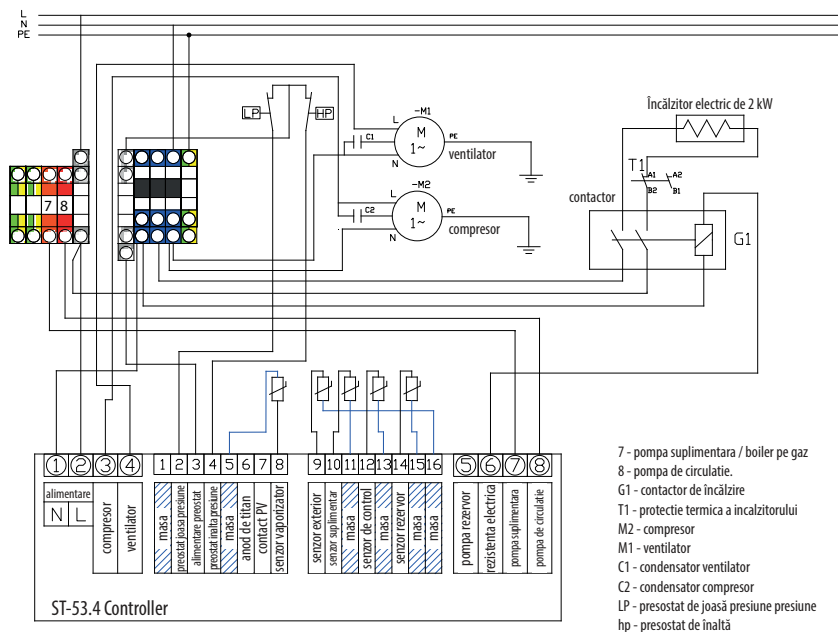 L
N
PE
LP
HP
-M1
L
M
1~
C1
N
PE
ventilator
-M2
L
M
1~
C2
N
PE
compresor
Încălzitor electric de 2 kW
T1
A1
A2
B2
B1
contactor
G1
7
8
1
2
3
4
1
2
3
4
5
6
7
8
9
10
11
12
13
14
15
16
5
6
7
8
alimentare
N
L
compresor
ventilator
masa
preostat joasa presiune
alimentare preostat
preostat inalta presiune
masa
anod de titan
contact PV
senzor vaporizator
senzor exterior
senzor suplimentar
masa
senzor de control
masa
senzor rezervor
masa
masa
pompa rezervor
rezistenta electrica
pompa suplimentara
pompa de circulatie
ST-53.4 Controller
7 - pompa suplimentara / boiler pe gaz
8 - pompa de circulatie.
G1 - contactor de încălzire
T1 - protectie termica a incalzitorului
M2 - compresor
M1 - ventilator
C1 - condensator ventilator
C2 - condensator compresor
LP - presostat de joasă presiune presiune
hp - presostat de înaltă